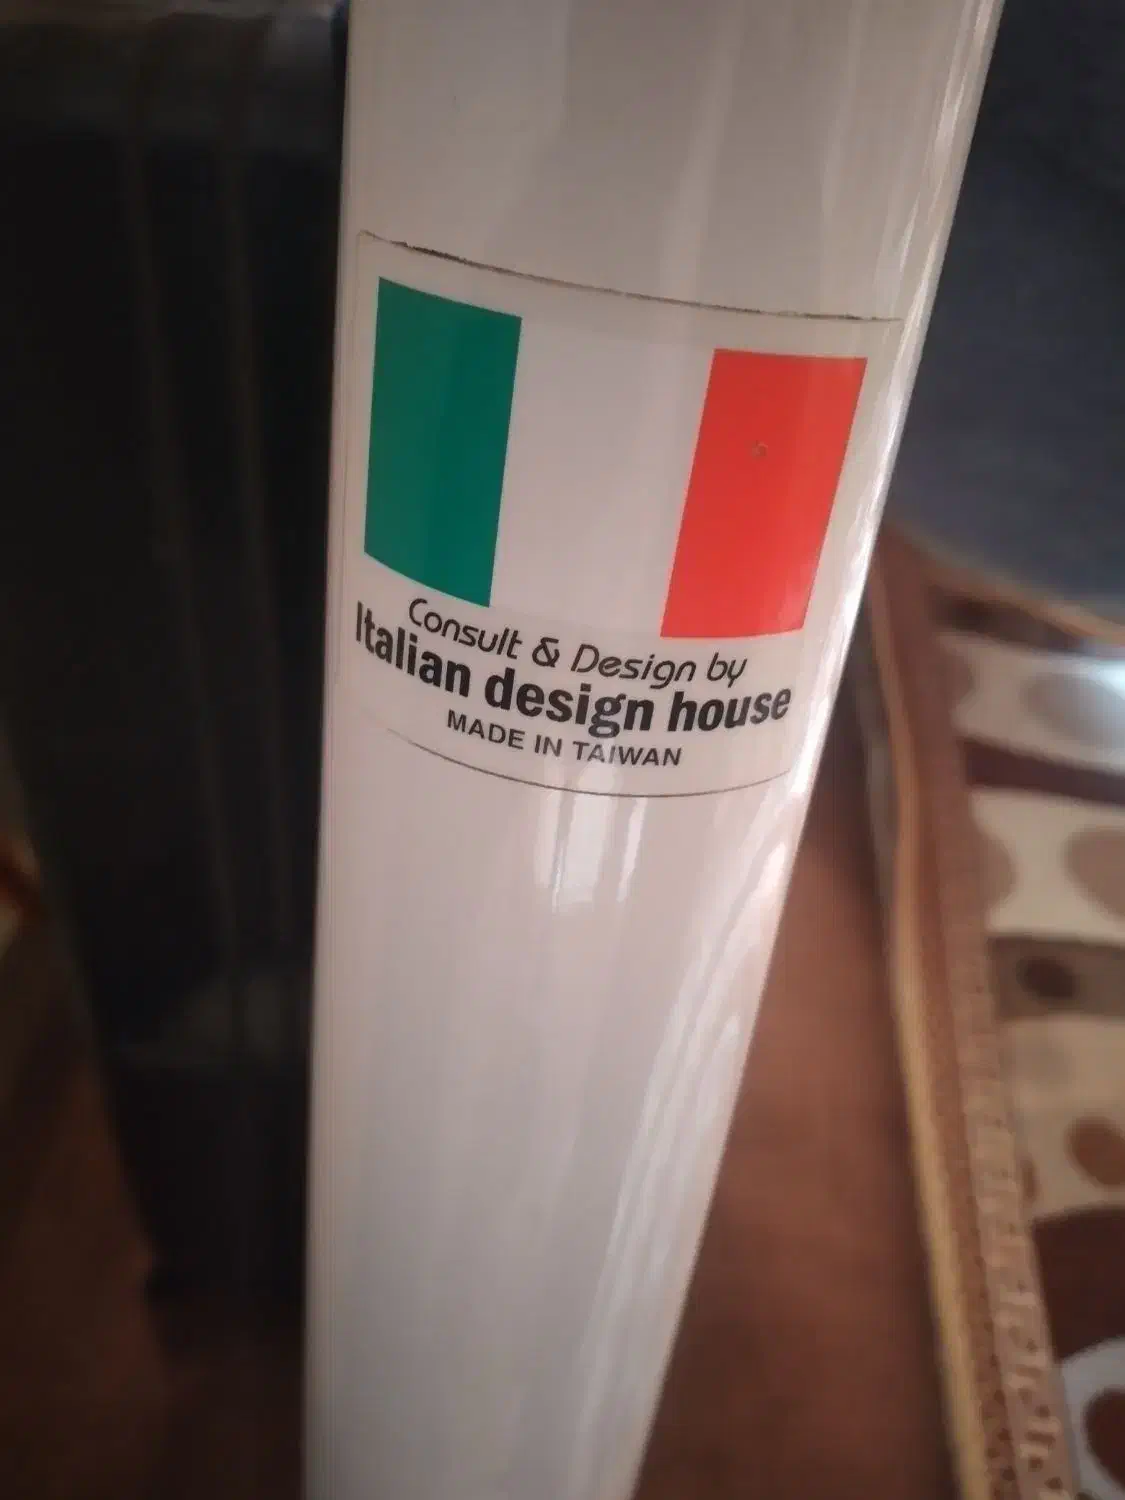 Consult & Design by
Italian design house
MADE IN TAIWAN